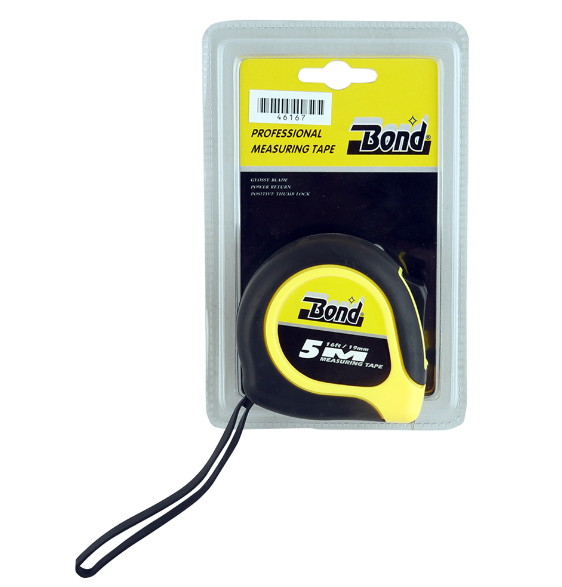 46167
PROFESSIONAL
MEASURING TAPE
Bond®
GLOSSY BLADE
POWER RETURN
POSITIVE THUMB LOCK
Bond
16ft / 19mm
5M
MEASURING TAPE